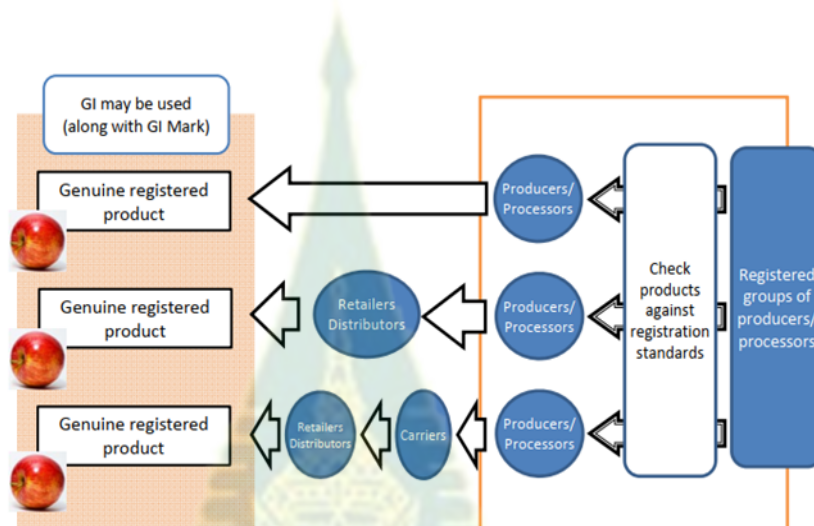 GI may be used
(along with GI Mark)
Genuine registered
product
Producers/
Processors
Genuine registered
product
Retailers
Distributors
Producers/
Processors
Check
products
against
registration
standards
Registered
groups of
producers/
processors
Genuine registered
product
Retailers
Distributors
Carriers
Producers/
Processors